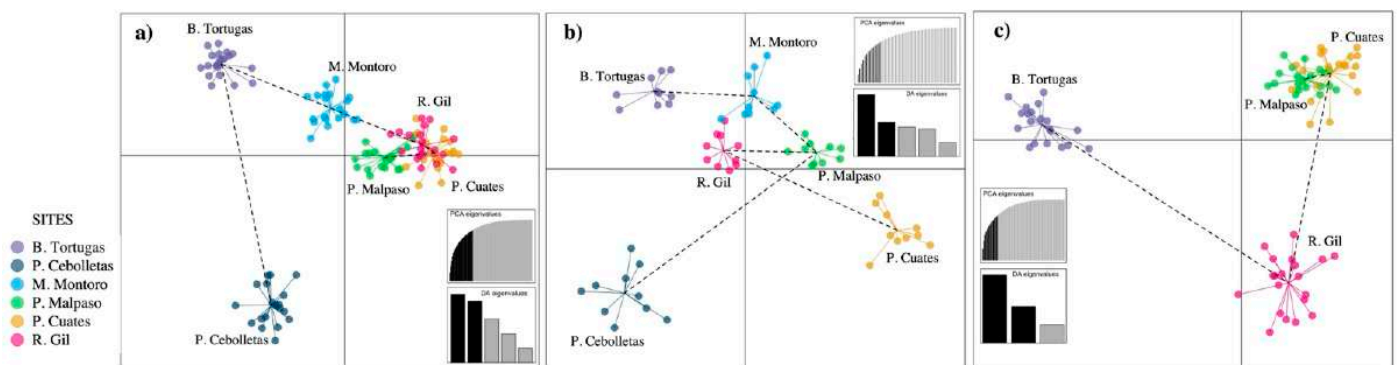 a)
B. Tortugas
M. Montoro
R. Gil
P. Malpaso
P. Cuates
P. Cebolletas
PCA eigenvalues
DA eigenvalues
SITES
B. Tortugas
P. Cebolletas
M. Montoro
P. Malpaso
P. Cuates
R. Gil
b)
M. Montoro
B. Tortugas
R. Gil
P. Malpaso
P. Cuates
P. Cebolletas
PCA eigenvalues
DA eigenvalues
c)
P. Cuates
B. Tortugas
P. Malpaso
R. Gil
PCA eigenvalues
DA eigenvalues